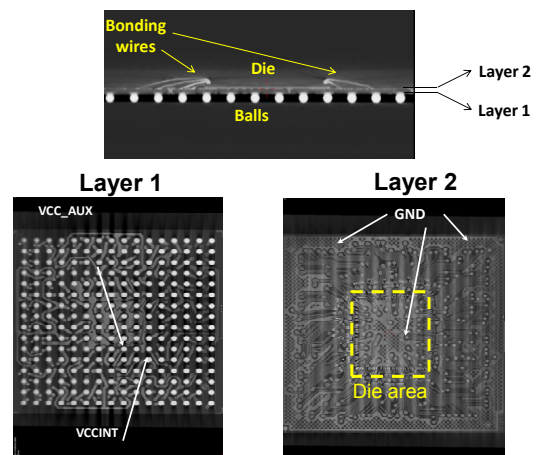 Bonding
wires
Die
Layer 2
Layer 1
Balls
Layer 1
Layer 2
VCC_AUX
GND
Die area
VCCINT